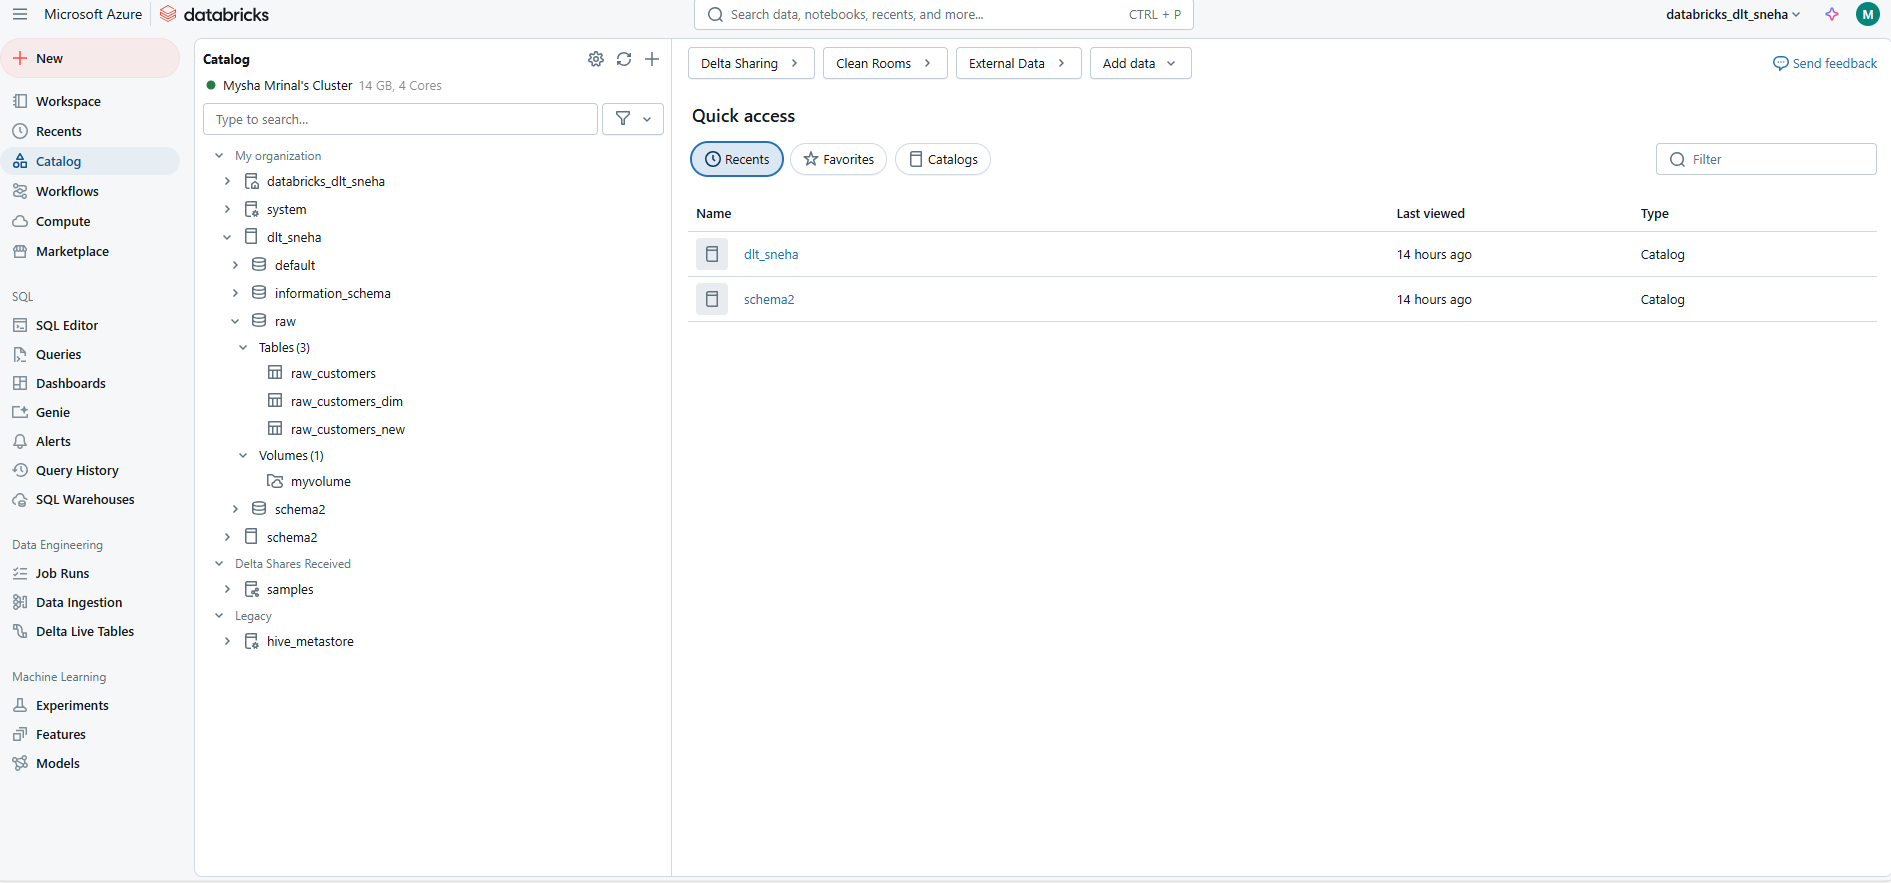 Microsoft Azure databricks
Search data, notebooks, recents, and more... CTRL + P
databricks_dlt_sneha
M
New
Workspace
Recents
Catalog
Workflows
Compute
Marketplace
SQL
SQL Editor
Queries
Dashboards
Genie
Alerts
Query History
SQL Warehouses
Data Engineering
Job Runs
Data Ingestion
Delta Live Tables
Machine Learning
Experiments
Features
Models
Catalog
Mysha Mrinal's Cluster 14 GB, 4 Cores
Type to search...
My organization
databricks_dlt_sneha
system
dlt_sneha
default
information_schema
raw
Tables (3)
raw_customers
raw_customers_dim
raw_customers_new
Volumes (1)
myvolume
schema2
schema2
Delta Shares Received
samples
Legacy
hive_metastore
Delta Sharing
Clean Rooms
External Data
Add data
Send feedback
Quick access
Recents
Favorites
Catalogs
Filter
Name Last viewed Type
dlt_sneha 14 hours ago Catalog
schema2 14 hours ago Catalog